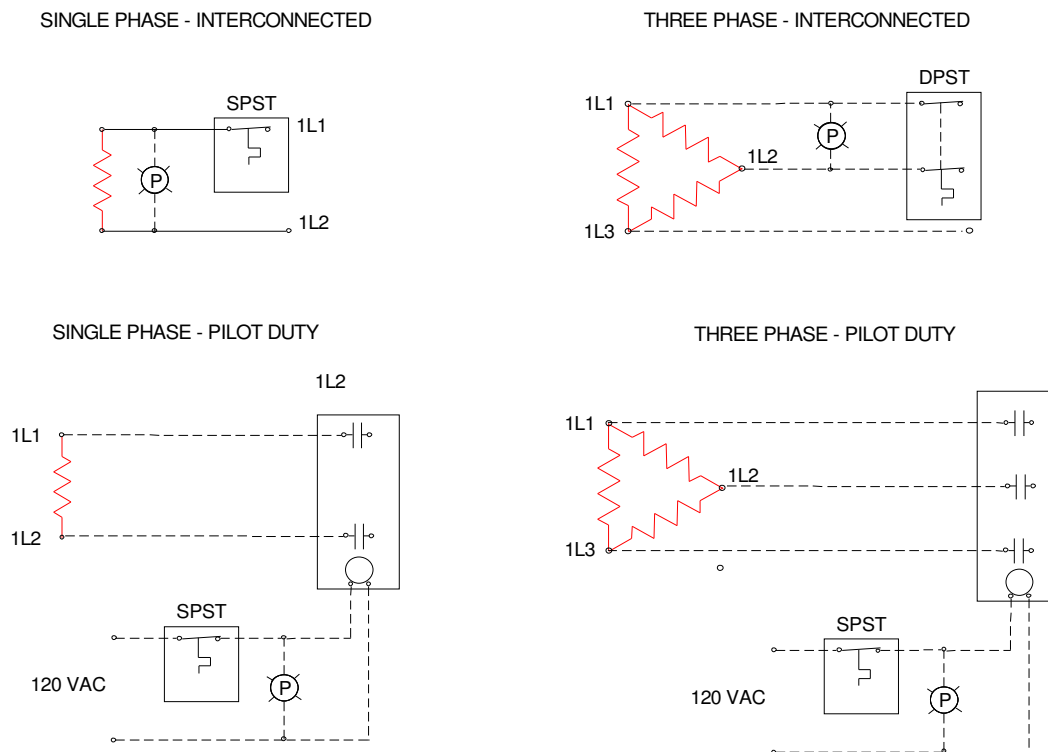 SINGLE PHASE - INTERCONNECTED
SPST
1L1
P
1L2
THREE PHASE - INTERCONNECTED
DPST
1L1
P
1L2
1L3
SINGLE PHASE - PILOT DUTY
1L2
1L1
1L2
SPST
120 VAC
P
THREE PHASE - PILOT DUTY
1L1
1L2
1L3
SPST
120 VAC
P